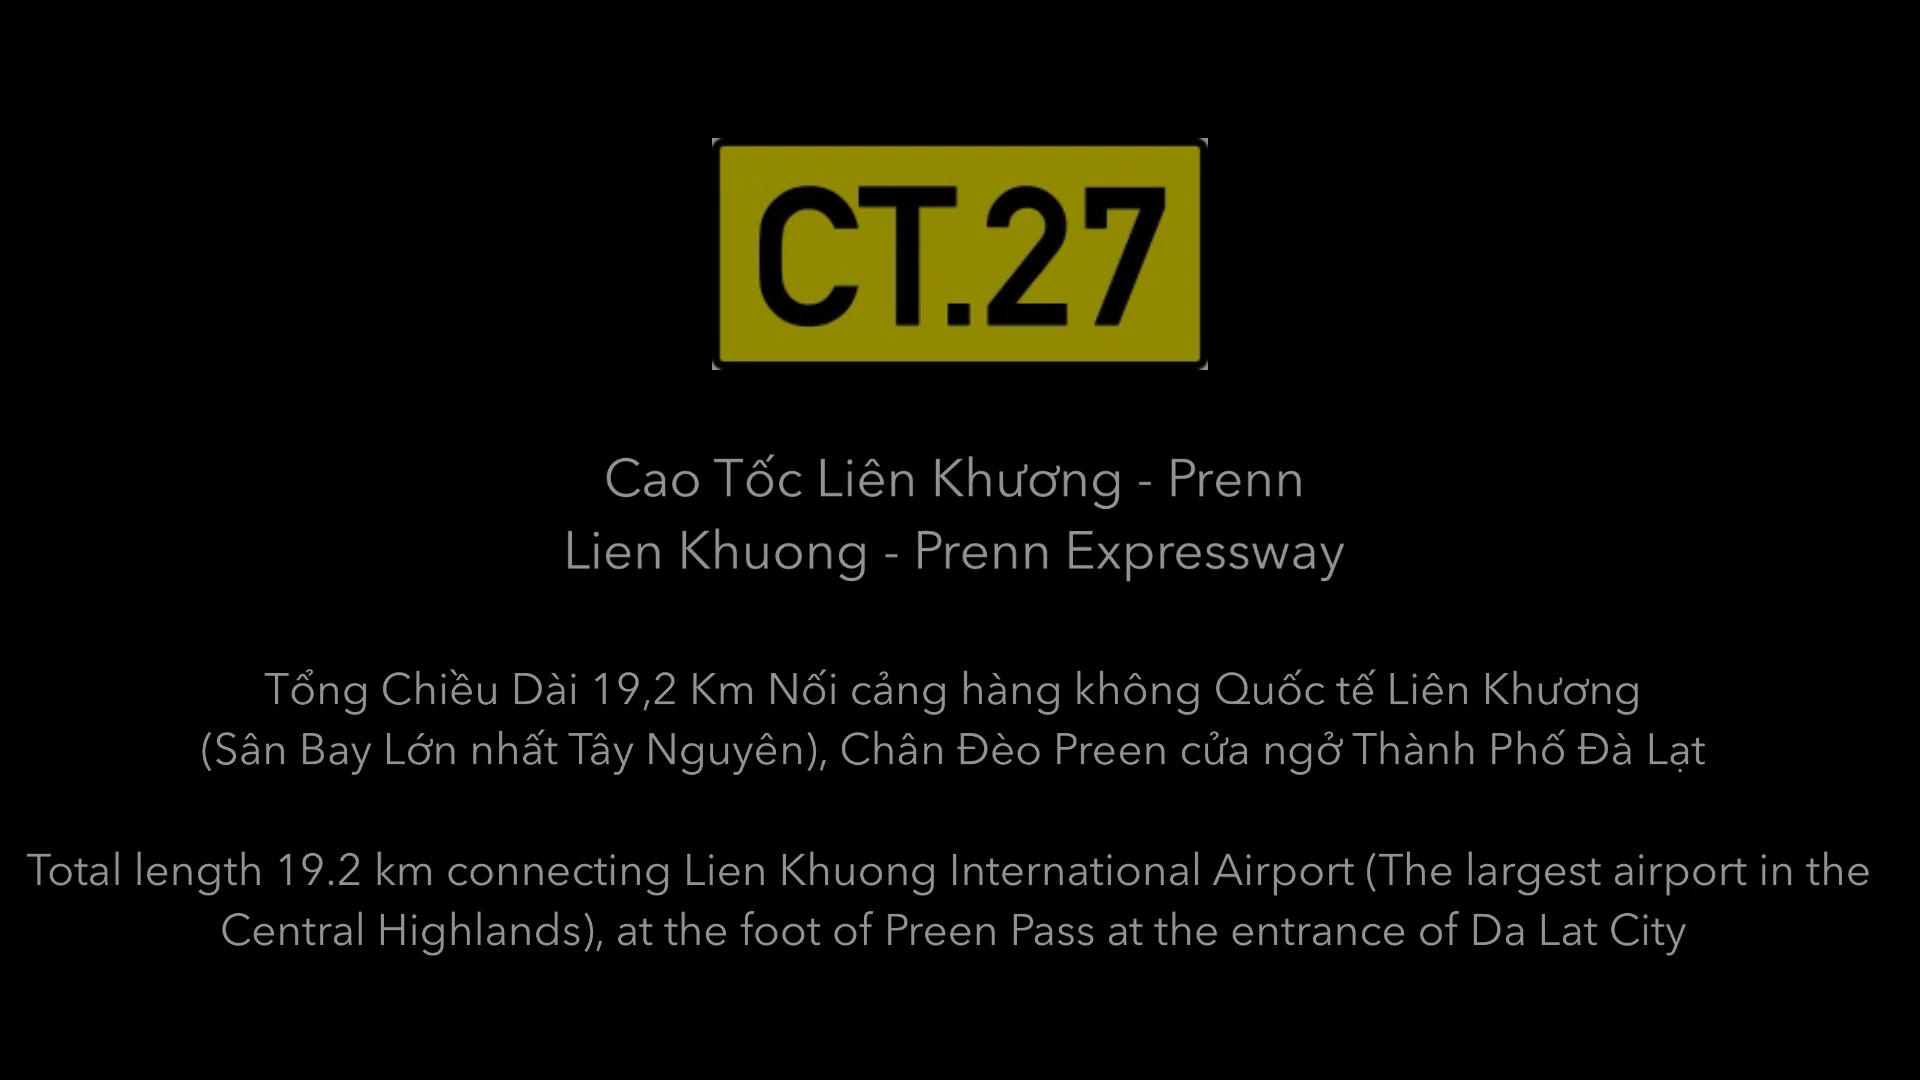 CT.27
Cao Tốc Liên Khương - Prenn
Lien Khuong - Prenn Expressway
Tổng Chiều Dài 19,2 Km Nối cảng hàng không Quốc tế Liên Khương
(Sân Bay Lớn nhất Tây Nguyên), Chân Đèo Preen cửa ngở Thành Phố Đà Lạt
Total length 19.2 km connecting Lien Khuong International Airport (The largest airport in the
Central Highlands), at the foot of Preen Pass at the entrance of Da Lat City